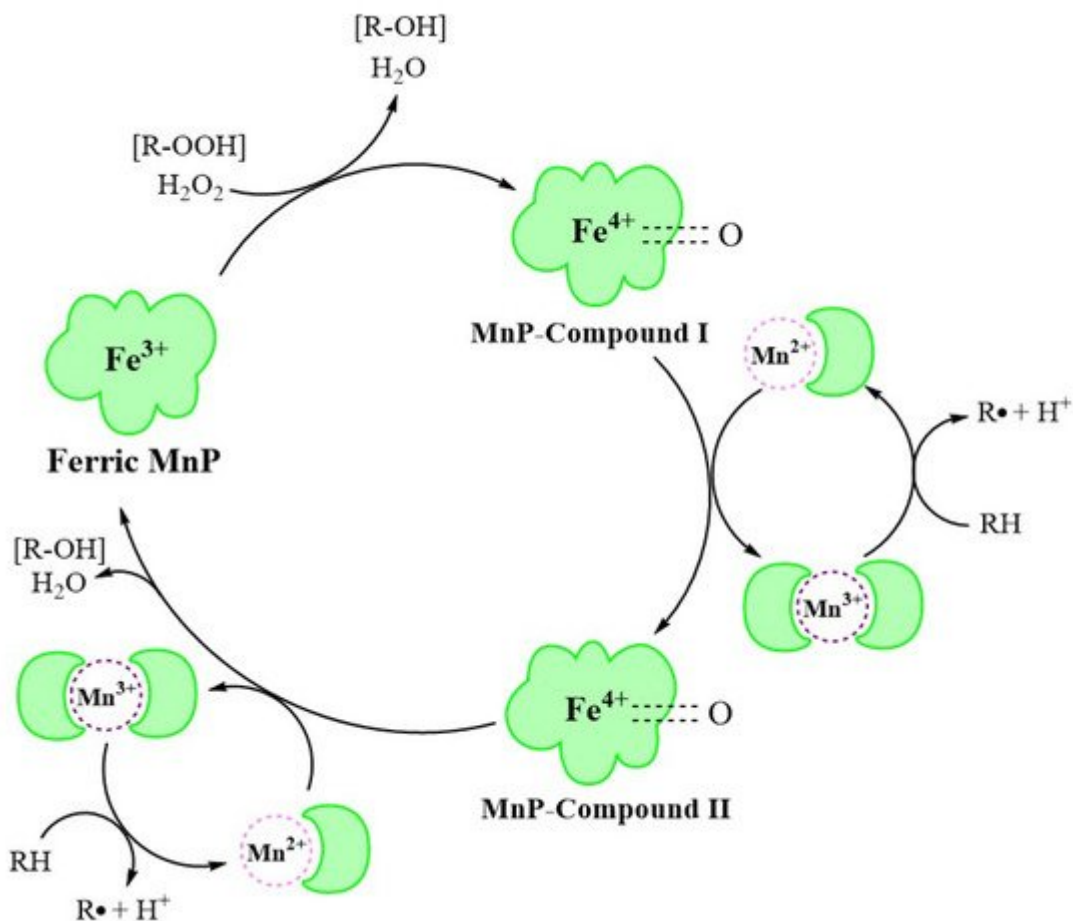 [R-OH]
H₂O
[R-OOH]
H₂O₂
Fe⁴⁺ O
MnP-Compound I
Fe³⁺
Ferric MnP
Mn²⁺
R• + H⁺
RH
Mn³⁺
[R-OH]
H₂O
Mn³⁺
Fe⁴⁺ O
MnP-Compound II
RH
Mn²⁺
R• + H⁺